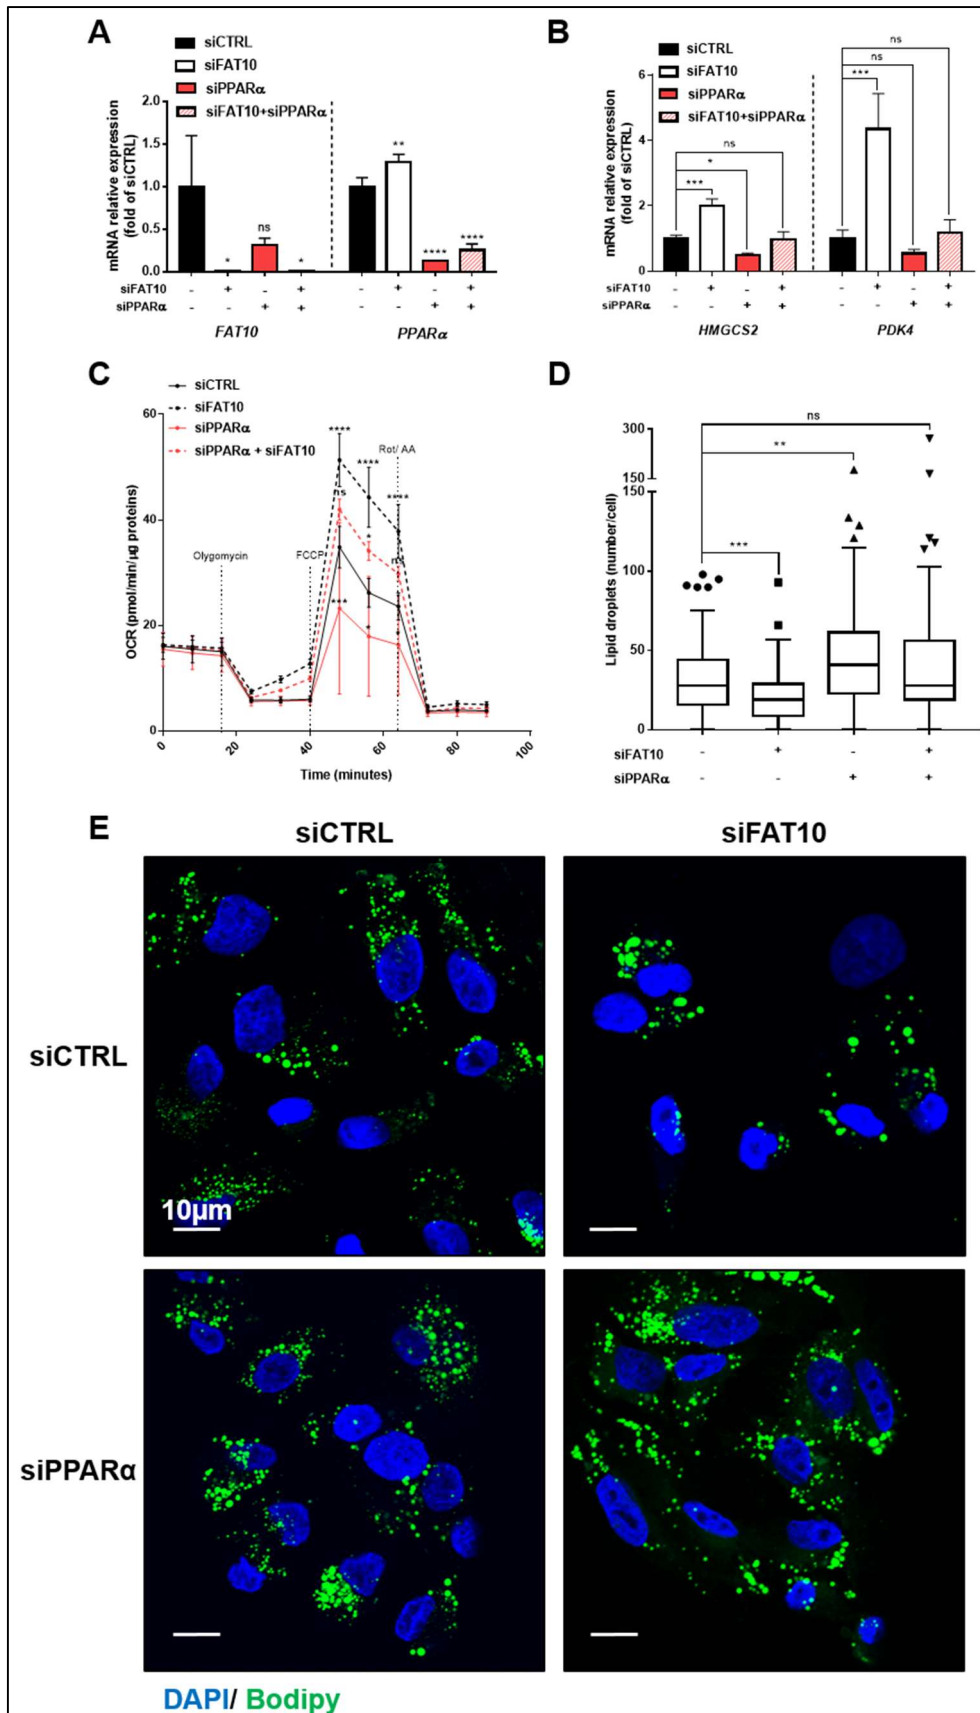 A
siCTRL
siFAT10
siPPARα
siFAT10+siPPARα
mRNA relative expression
(fold of siCTRL)
2.0
1.5
1.0
0.5
0.0
*
ns
*
**
****
****
siFAT10 - + - + - + - +
siPPARα - - + + - - + +
FAT10 PPARα
B
siCTRL
siFAT10
siPPARα
siFAT10+siPPARα
mRNA relative expression
(fold of siCTRL)
6
4
2
0
ns
*
***
ns
ns
***
siFAT10 - + - + - + - +
siPPARα - - + + - - + +
HMGCS2 PDK4
C
siCTRL
siFAT10
siPPARα
siPPARα + siFAT10
OCR (pmol/min/µg proteins)
60
40
20
0
Olygomycin
FCCP
Rot/ AA
****
****
****
ns
*
ns
***
*
*
0 20 40 60 80 100
Time (minutes)
D
Lipid droplets (number/cell)
300
150
150
100
50
0
ns
**
***
siFAT10 - + - +
siPPARα - - + +
E
siCTRL siFAT10
siCTRL
10µm
siPPARα
DAPI/ Bodipy